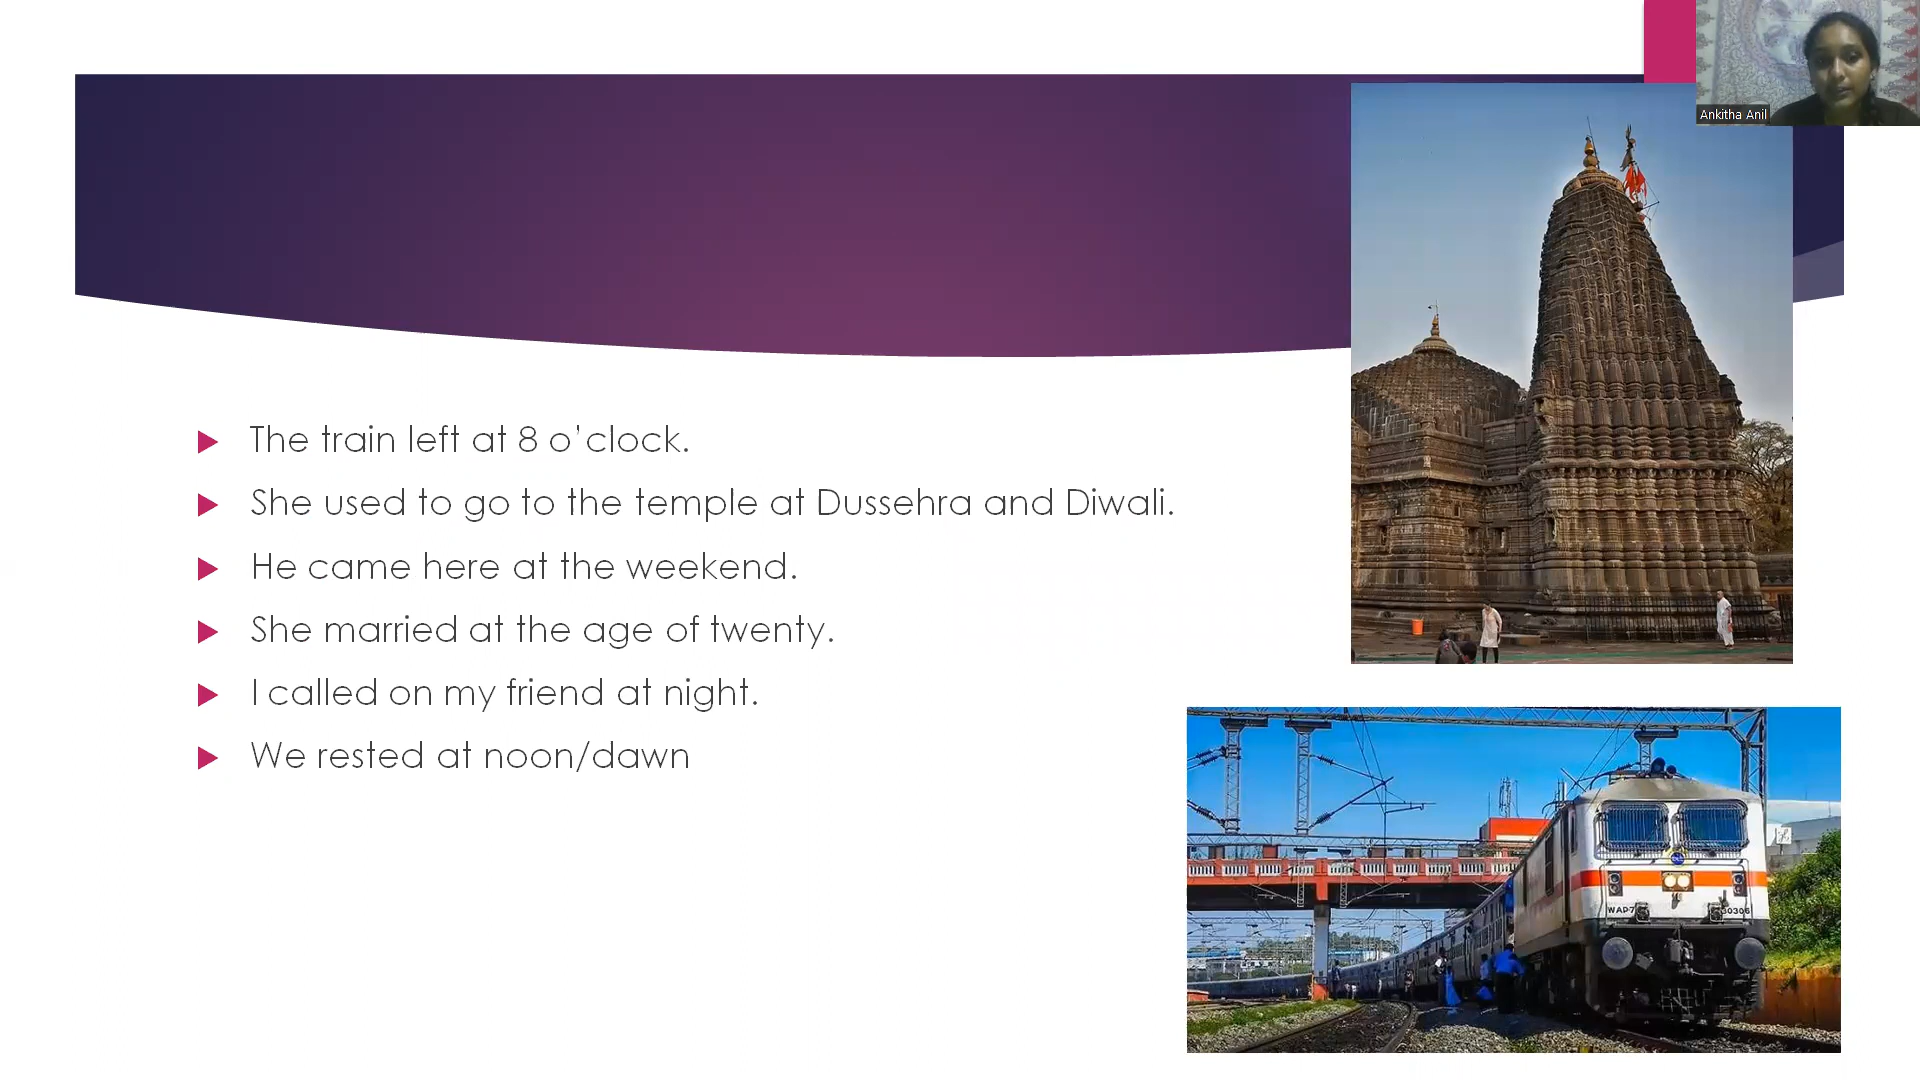 Ankitha Anil
The train left at 8 o'clock.
She used to go to the temple at Dussehra and Diwali.
He came here at the weekend.
She married at the age of twenty.
I called on my friend at night.
We rested at noon/dawn
WAP7
30306